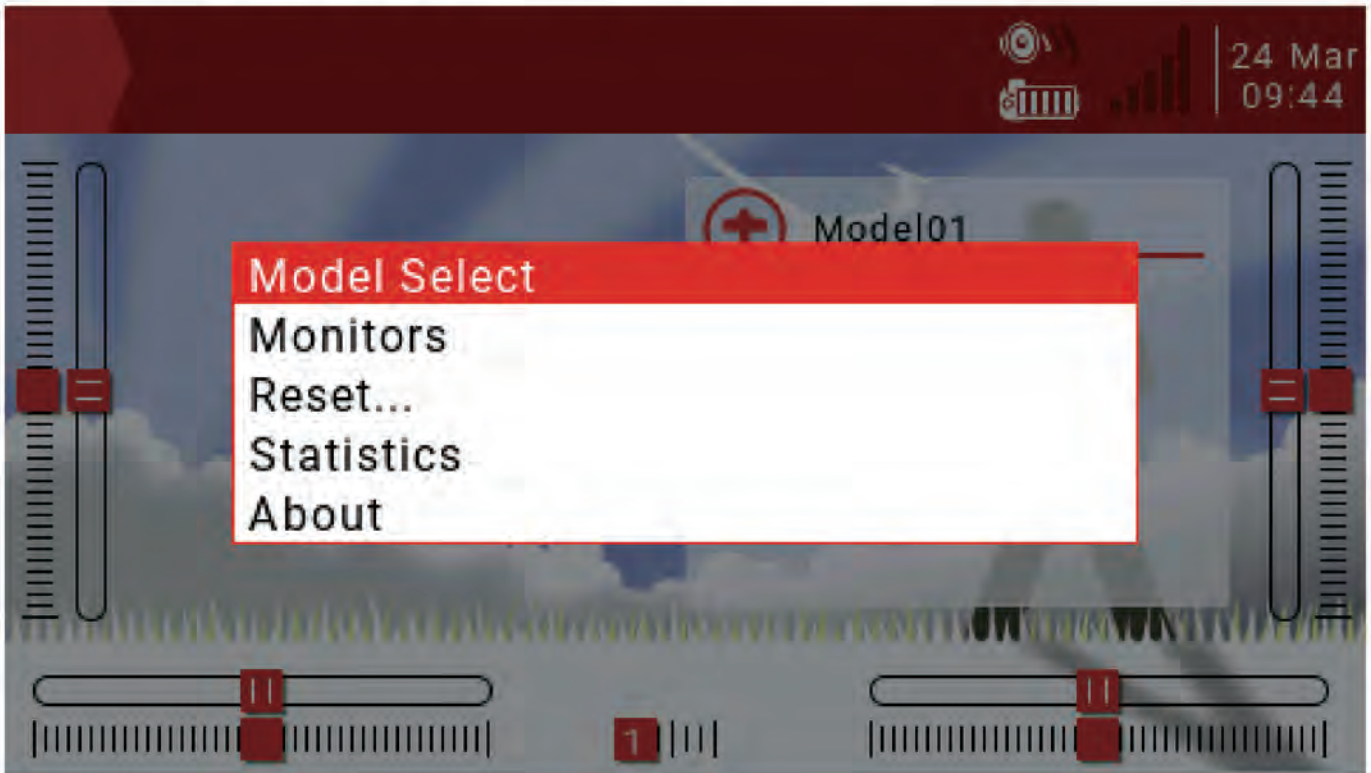 24 Mar
09:44
Model01
Model Select
Monitors
Reset...
Statistics
About
1